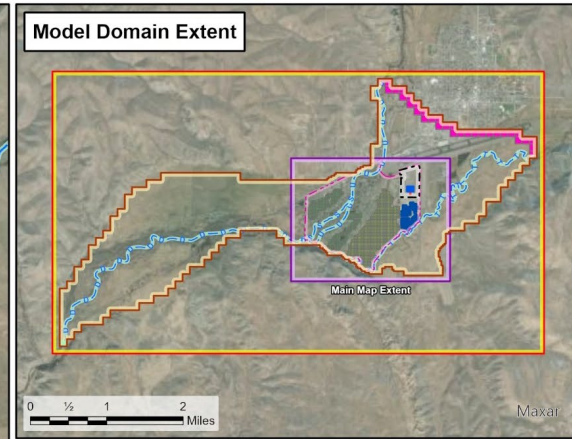 Model Domain Extent
Main Map Extent
0 ½ 1 2
Miles
Maxar